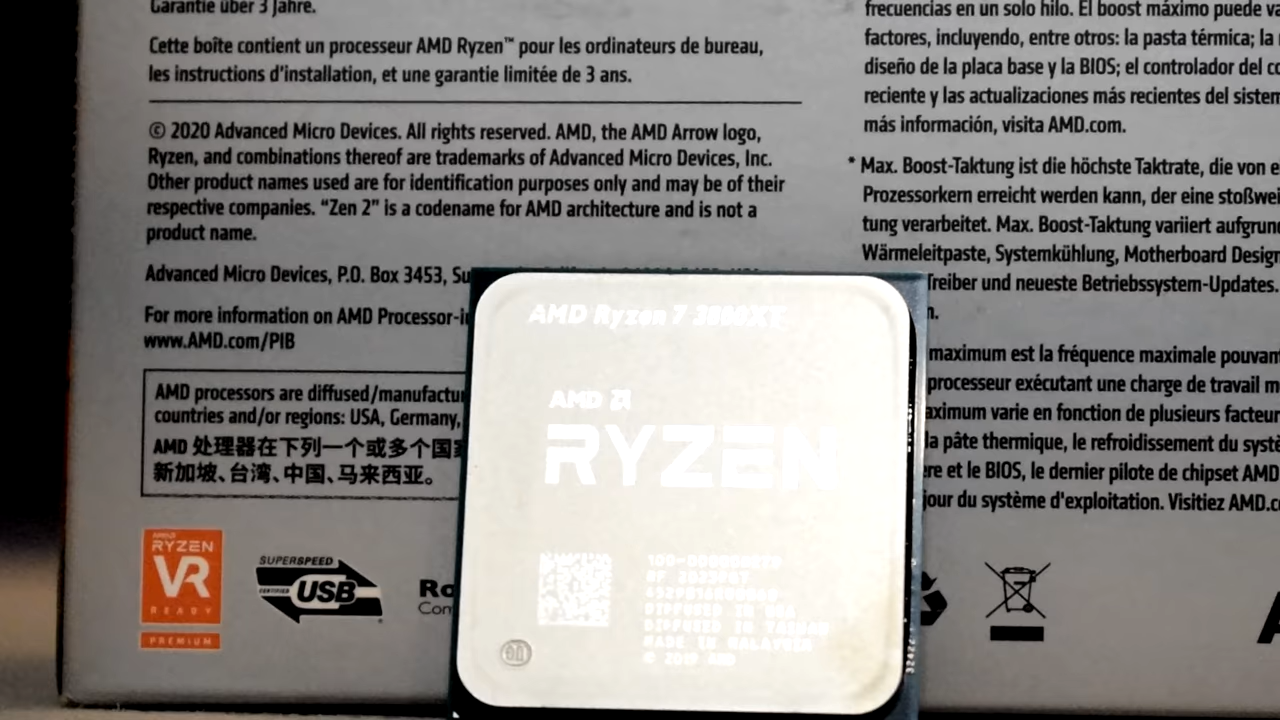 Garantie über 3 Jahre.
Cette boîte contient un processeur AMD Ryzen™ pour les ordinateurs de bureau,
les instructions d'installation, et une garantie limitée de 3 ans.
© 2020 Advanced Micro Devices. All rights reserved. AMD, the AMD Arrow logo,
Ryzen, and combinations thereof are trademarks of Advanced Micro Devices, Inc.
Other product names used are for identification purposes only and may be of their
respective companies. “Zen 2” is a codename for AMD architecture and is not a
product name.
Advanced Micro Devices, P.O. Box 3453,
For more information on AMD
www.AMD.com/PIB
AMD processors are
countries and/or regions: USA, Germany,
AMD 处理器在下列一个或多个国
新加坡、台湾、中国、马来西亚。
AMD
RYZEN
VR
READY
PREMIUM
SUPERSPEED
CERTIFIED
USB
frecuencias en un solo hilo. El boost máximo puede
factores, incluyendo, entre otros: la pasta térmica; la
diseño de la placa base y la BIOS; el controlador del
reciente y las actualizaciones más recientes del
más información, visita AMD.com.
* Max. Boost-Taktung ist die höchste Taktrate, die von
Prozessorkern erreicht werden kann, der eine
tung verarbeitet. Max. Boost-Taktung variiert
Wärmeleitpaste, Systemkühlung, Motherboard Design
Treiber und neueste Betriebssystem-Updates.
maximum est la fréquence maximale
processeur exécutant une charge de travail
varie en fonction de plusieurs
la pâte thermique, le refroidissement du
et le BIOS, le dernier pilote de chipset AMD
jour du système d'exploitation. Visitiez
AMD Ryzen 7 3800XT
AMD
RYZEN
DIFFUSED IN USA
DIFFUSED IN TAIWAN
MADE IN MALAYSIA
© 2019 AMD